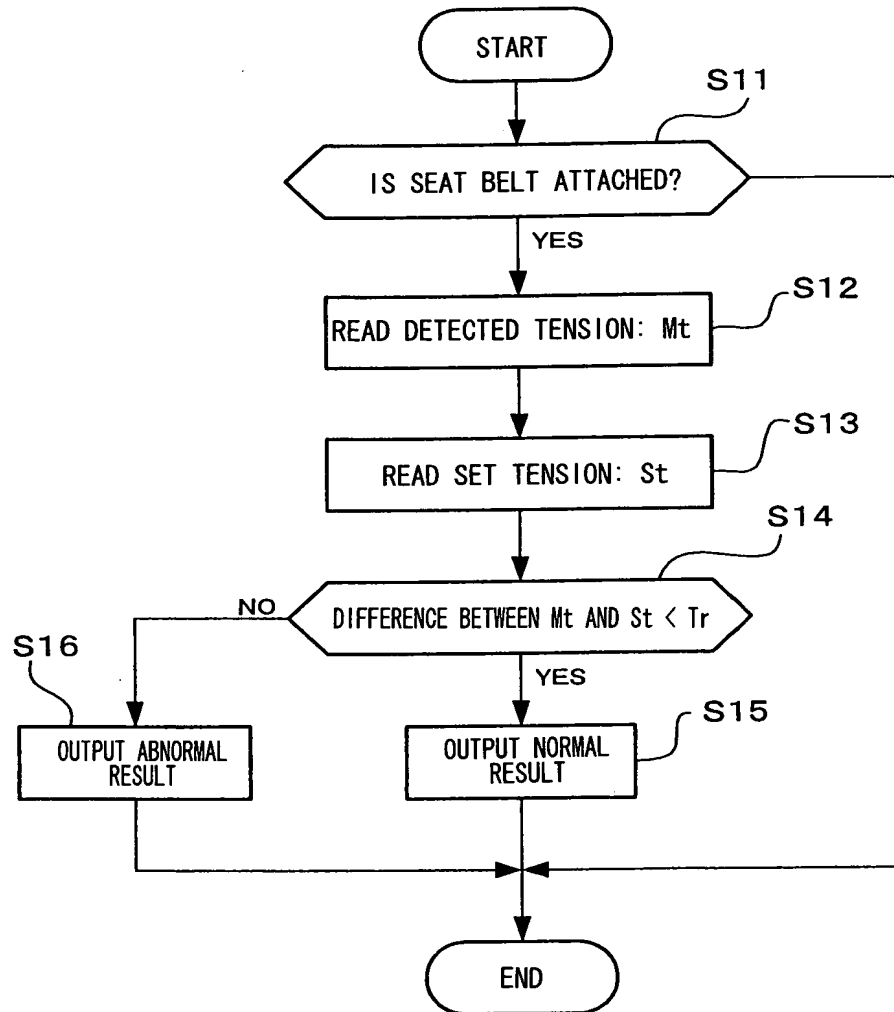 START
S11
IS SEAT BELT ATTACHED?
YES
S12
READ DETECTED TENSION: Mt
S13
READ SET TENSION: St
S14
NO
DIFFERENCE BETWEEN Mt AND St < Tr
S16
YES
S15
OUTPUT ABNORMAL
RESULT
OUTPUT NORMAL
RESULT
END